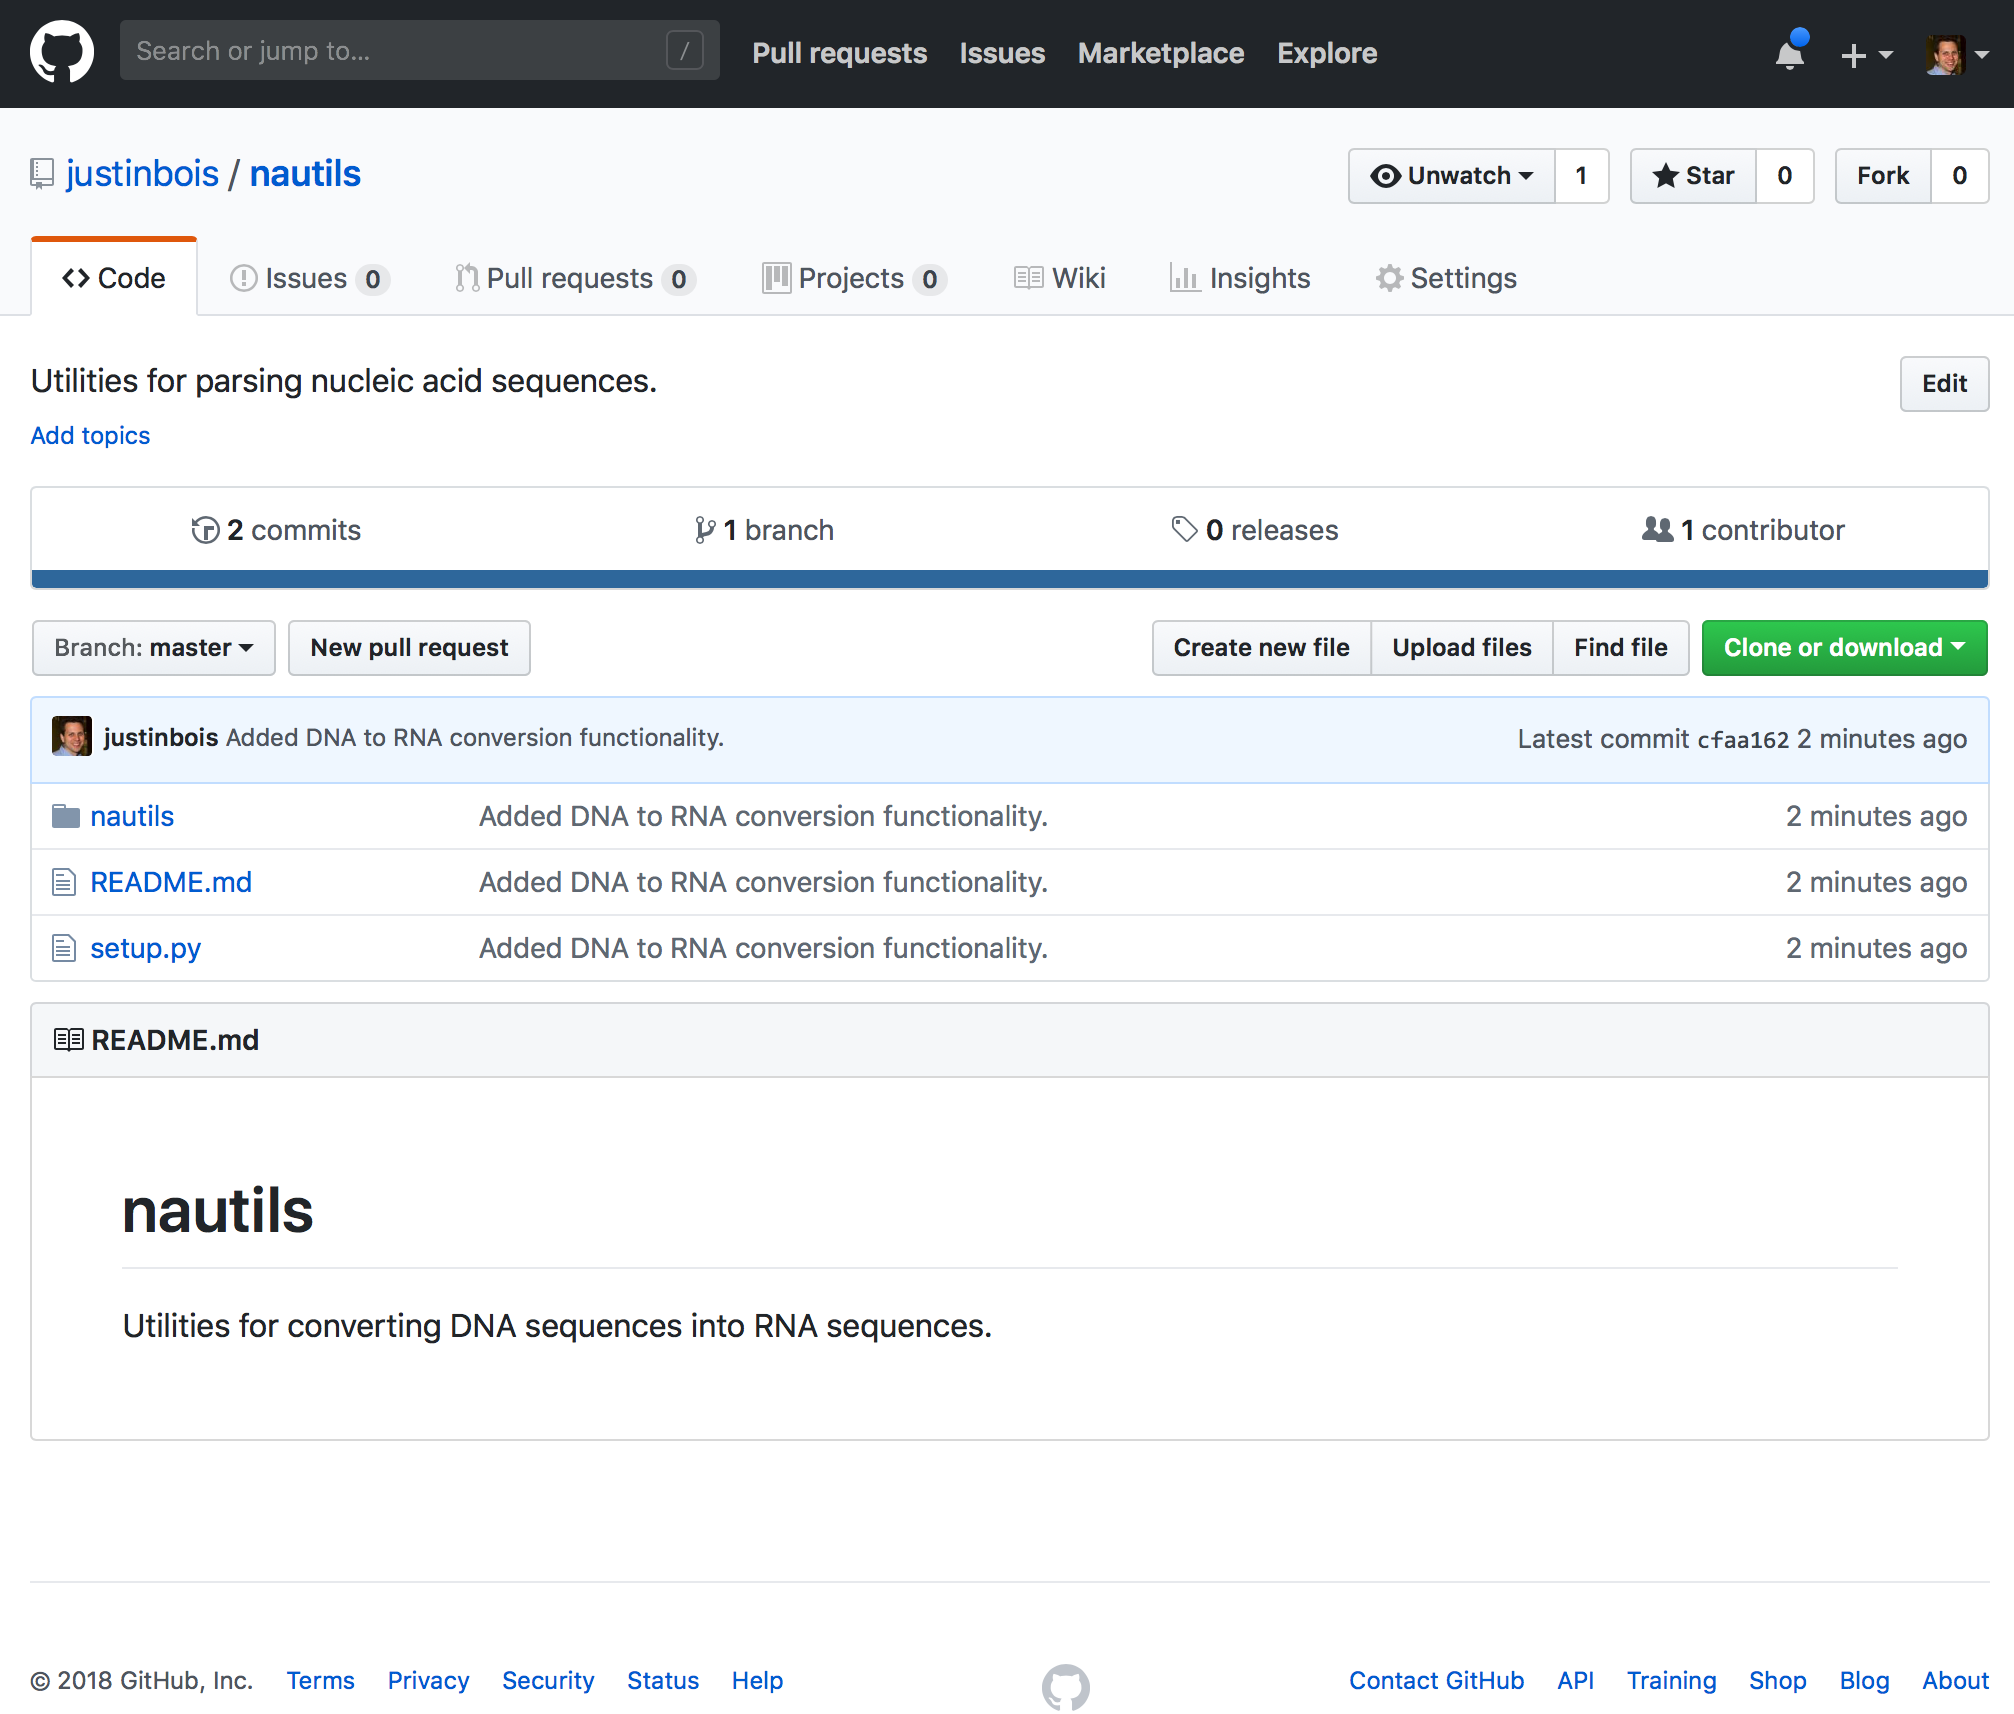 Search or jump to... /
Pull requests Issues Marketplace Explore
justinbois / nautils
Unwatch 1 Star 0 Fork 0
Code Issues 0 Pull requests 0 Projects 0 Wiki Insights Settings
Utilities for parsing nucleic acid sequences.
Edit
Add topics
2 commits 1 branch 0 releases 1 contributor
Branch: master New pull request Create new file Upload files Find file Clone or download
justinbois Added DNA to RNA conversion functionality. Latest commit cfaa162 2 minutes ago
nautils Added DNA to RNA conversion functionality. 2 minutes ago
README.md Added DNA to RNA conversion functionality. 2 minutes ago
setup.py Added DNA to RNA conversion functionality. 2 minutes ago
README.md
nautils
Utilities for converting DNA sequences into RNA sequences.
© 2018 GitHub, Inc. Terms Privacy Security Status Help Contact GitHub API Training Shop Blog About